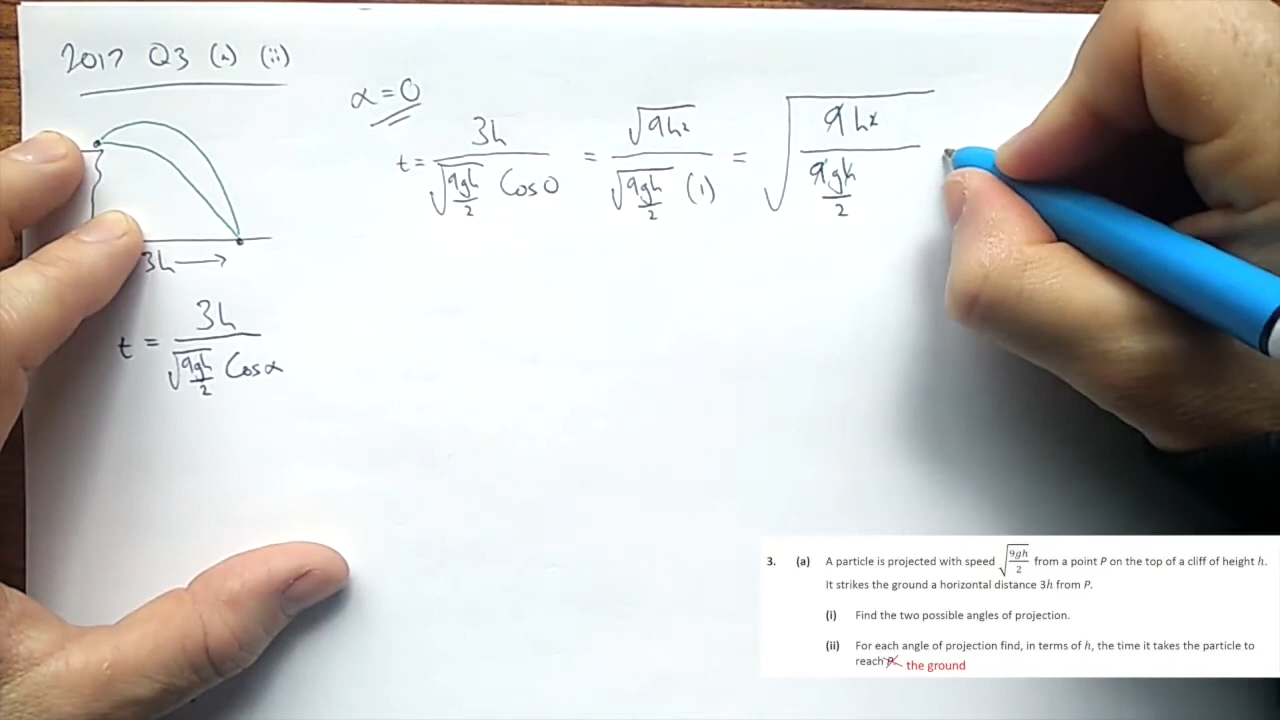 2017 Q3 (a) (ii)
α = 0
t = 3h / √(9gh/2) Cos0 = √9h² / √(9gh/2) (1) = √(9h² / (9gh/2))
3h →
t = 3h / √(9gh/2) Cosα
3. (a) A particle is projected with speed √(9gh/2) from a point P on the top of a cliff of height h.
It strikes the ground a horizontal distance 3h from P.
(i) Find the two possible angles of projection.
(ii) For each angle of projection find, in terms of h, the time it takes the particle to
reach P. the ground